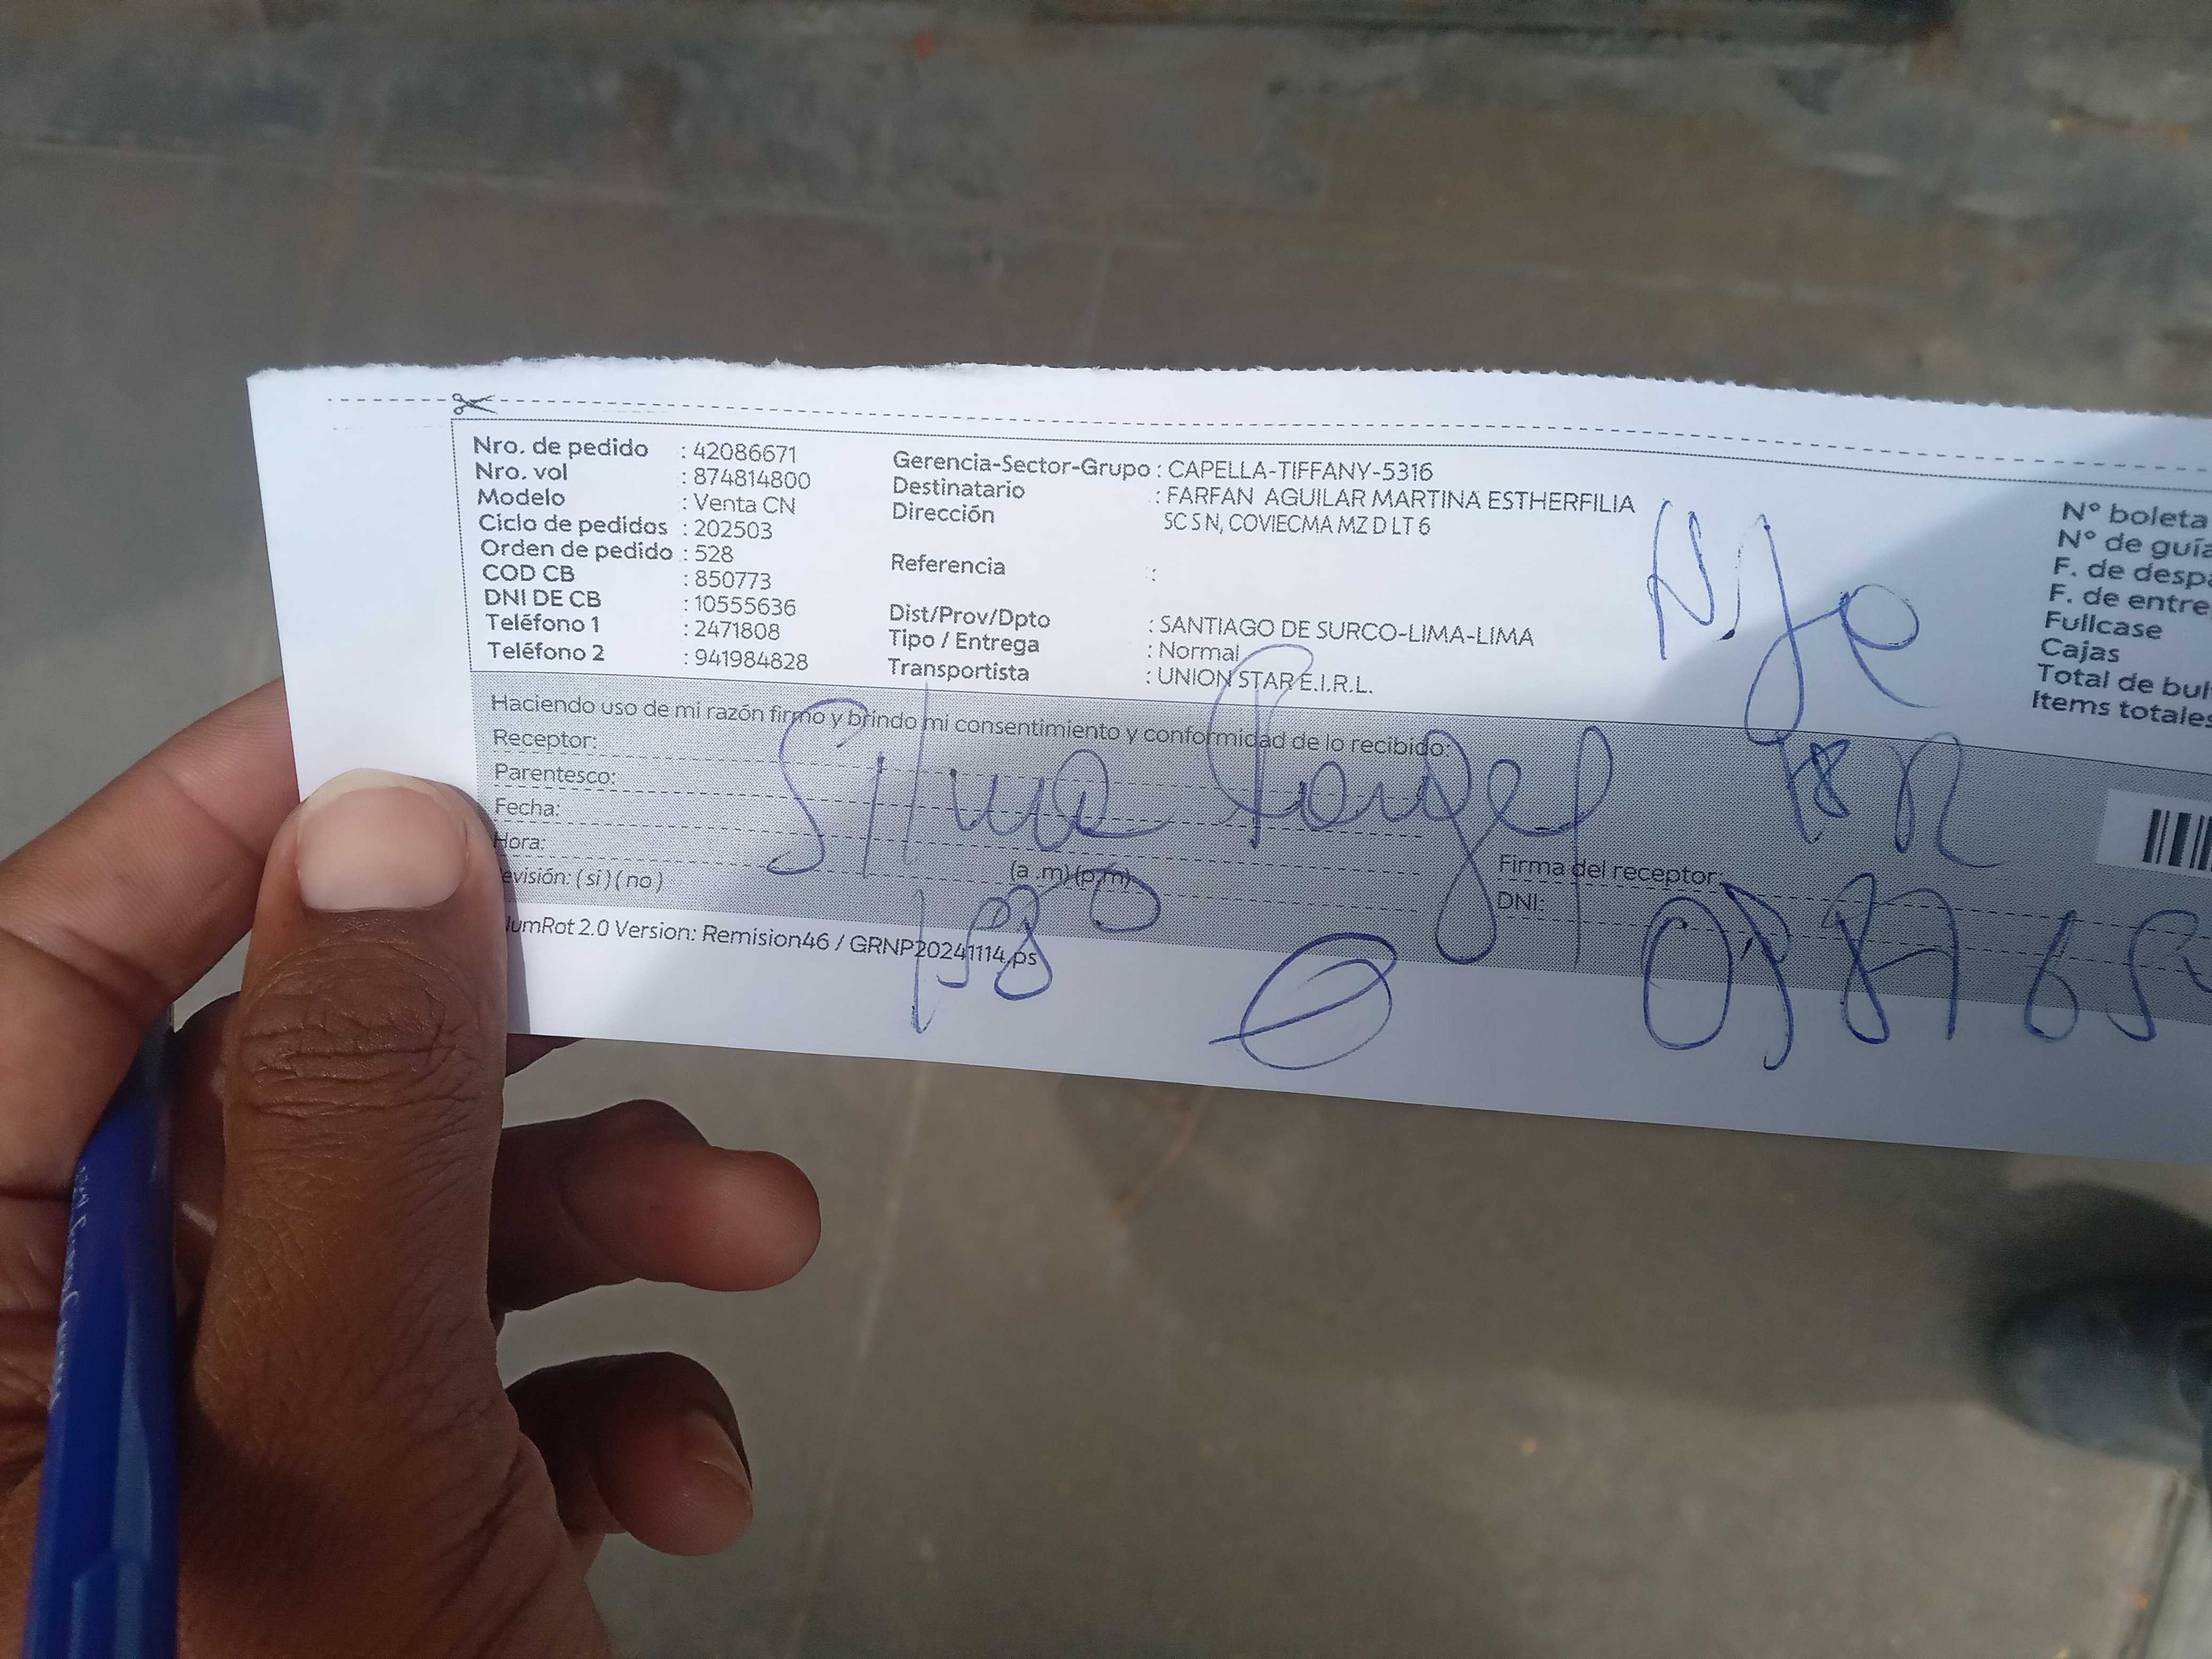 Nro. de pedido : 42086671
Nro. vol : 874814800
Modelo : Venta CN
Ciclo de pedidos : 202503
Orden de pedido : 528
COD CB : 850773
DNI DE CB : 10555636
Teléfono 1 : 2471808
Teléfono 2 : 941984828
Gerencia-Sector-Grupo : CAPELLA-TIFFANY-5316
Destinatario : FARFAN AGUILAR MARTINA ESTHERFILIA
Dirección SC S N, COVIECMA MZ D LT 6
Referencia :
Dist/Prov/Dpto : SANTIAGO DE SURCO-LIMA-LIMA
Tipo / Entrega : Normal
Transportista : UNION STAR E.I.R.L.
N° boleta
N° de guía
F. de despa
F. de entre
Fullcase
Cajas
Total de bul
Items totales
Haciendo uso de mi razón firmo y brindo mi consentimiento y conformidad de lo recibido:
Receptor:
Silva
Parentesco:
Fecha:
Hora: (a .m) (p.m)
evisión: ( si ) ( no )
Firma del receptor:
DNI:
umRot 2.0 Version: Remision46 / GRNP20241114.ps